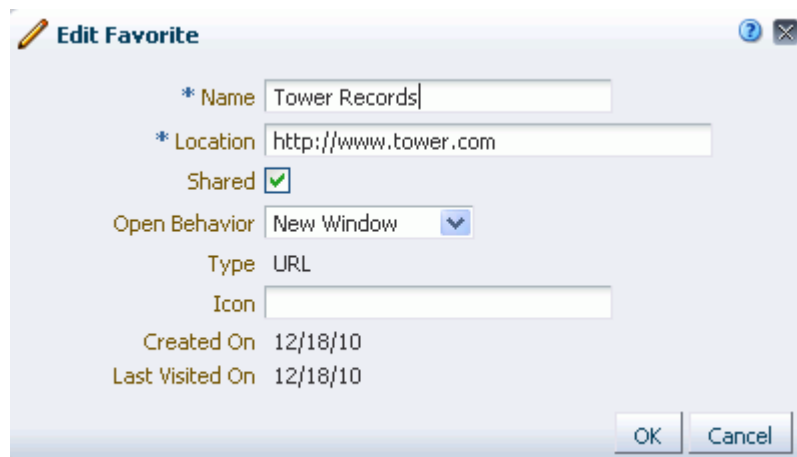 Edit Favorite
* Name Tower Records
* Location http://www.tower.com
Shared
Open Behavior New Window
Type URL
Icon
Created On 12/18/10
Last Visited On 12/18/10
OK Cancel